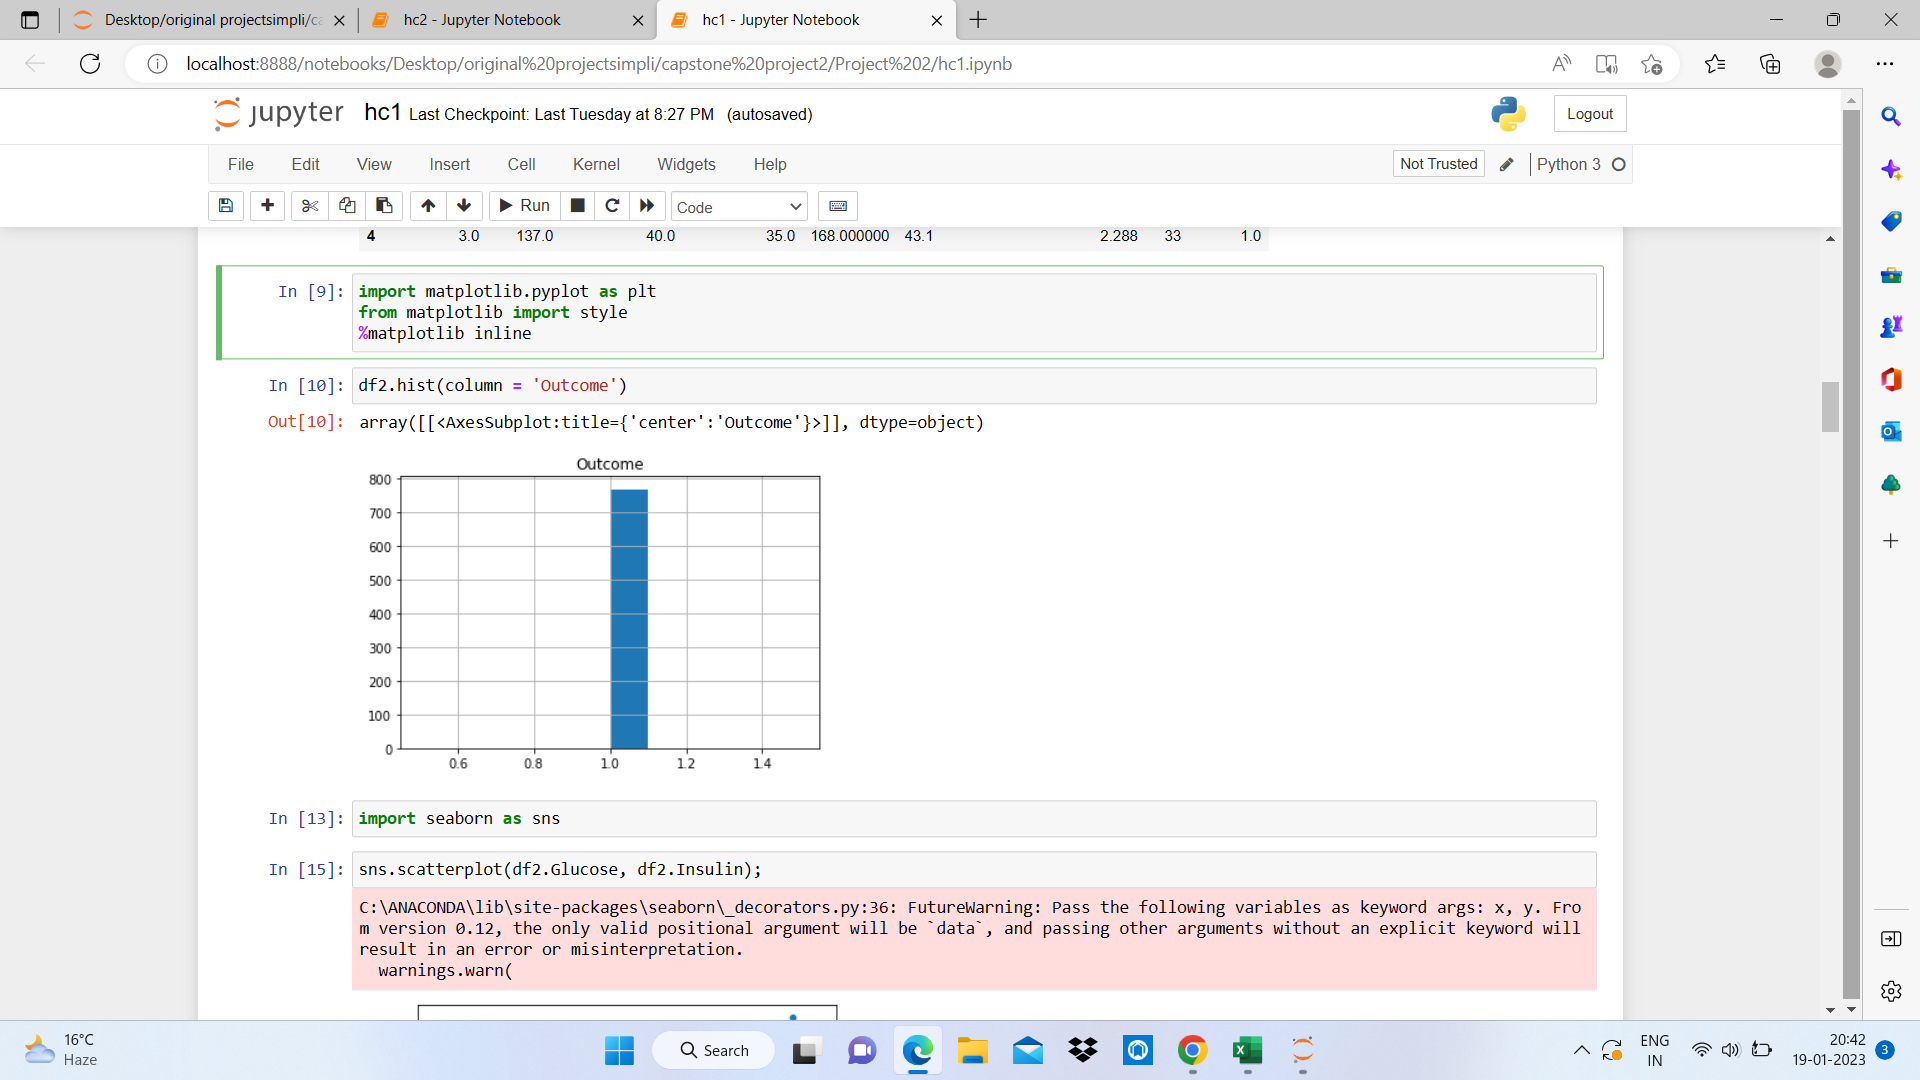 Desktop/original projectsimpli/ca
hc2 - Jupyter Notebook
hc1 - Jupyter Notebook
localhost:8888/notebooks/Desktop/original%20projectsimpli/capstone%20project2/Project%202/hc1.ipynb
jupyter hc1 Last Checkpoint: Last Tuesday at 8:27 PM (autosaved)
Logout
File Edit View Insert Cell Kernel Widgets Help
Not Trusted
Python 3
Run
Code
4 3.0 137.0 40.0 35.0 168.000000 43.1 2.288 33 1.0
In [9]: import matplotlib.pyplot as plt
from matplotlib import style
%matplotlib inline
In [10]: df2.hist(column = 'Outcome')
Out[10]: array([[<AxesSubplot:title={'center':'Outcome'}>]], dtype=object)
Outcome
800
700
600
500
400
300
200
100
0
0.6 0.8 1.0 1.2 1.4
In [13]: import seaborn as sns
In [15]: sns.scatterplot(df2.Glucose, df2.Insulin);
C:\ANACONDA\lib\site-packages\seaborn\_decorators.py:36: FutureWarning: Pass the following variables as keyword args: x, y. Fro
m version 0.12, the only valid positional argument will be `data`, and passing other arguments without an explicit keyword will
result in an error or misinterpretation.
warnings.warn(
16°C
Haze
Search
ENG
IN
20:42
19-01-2023
3